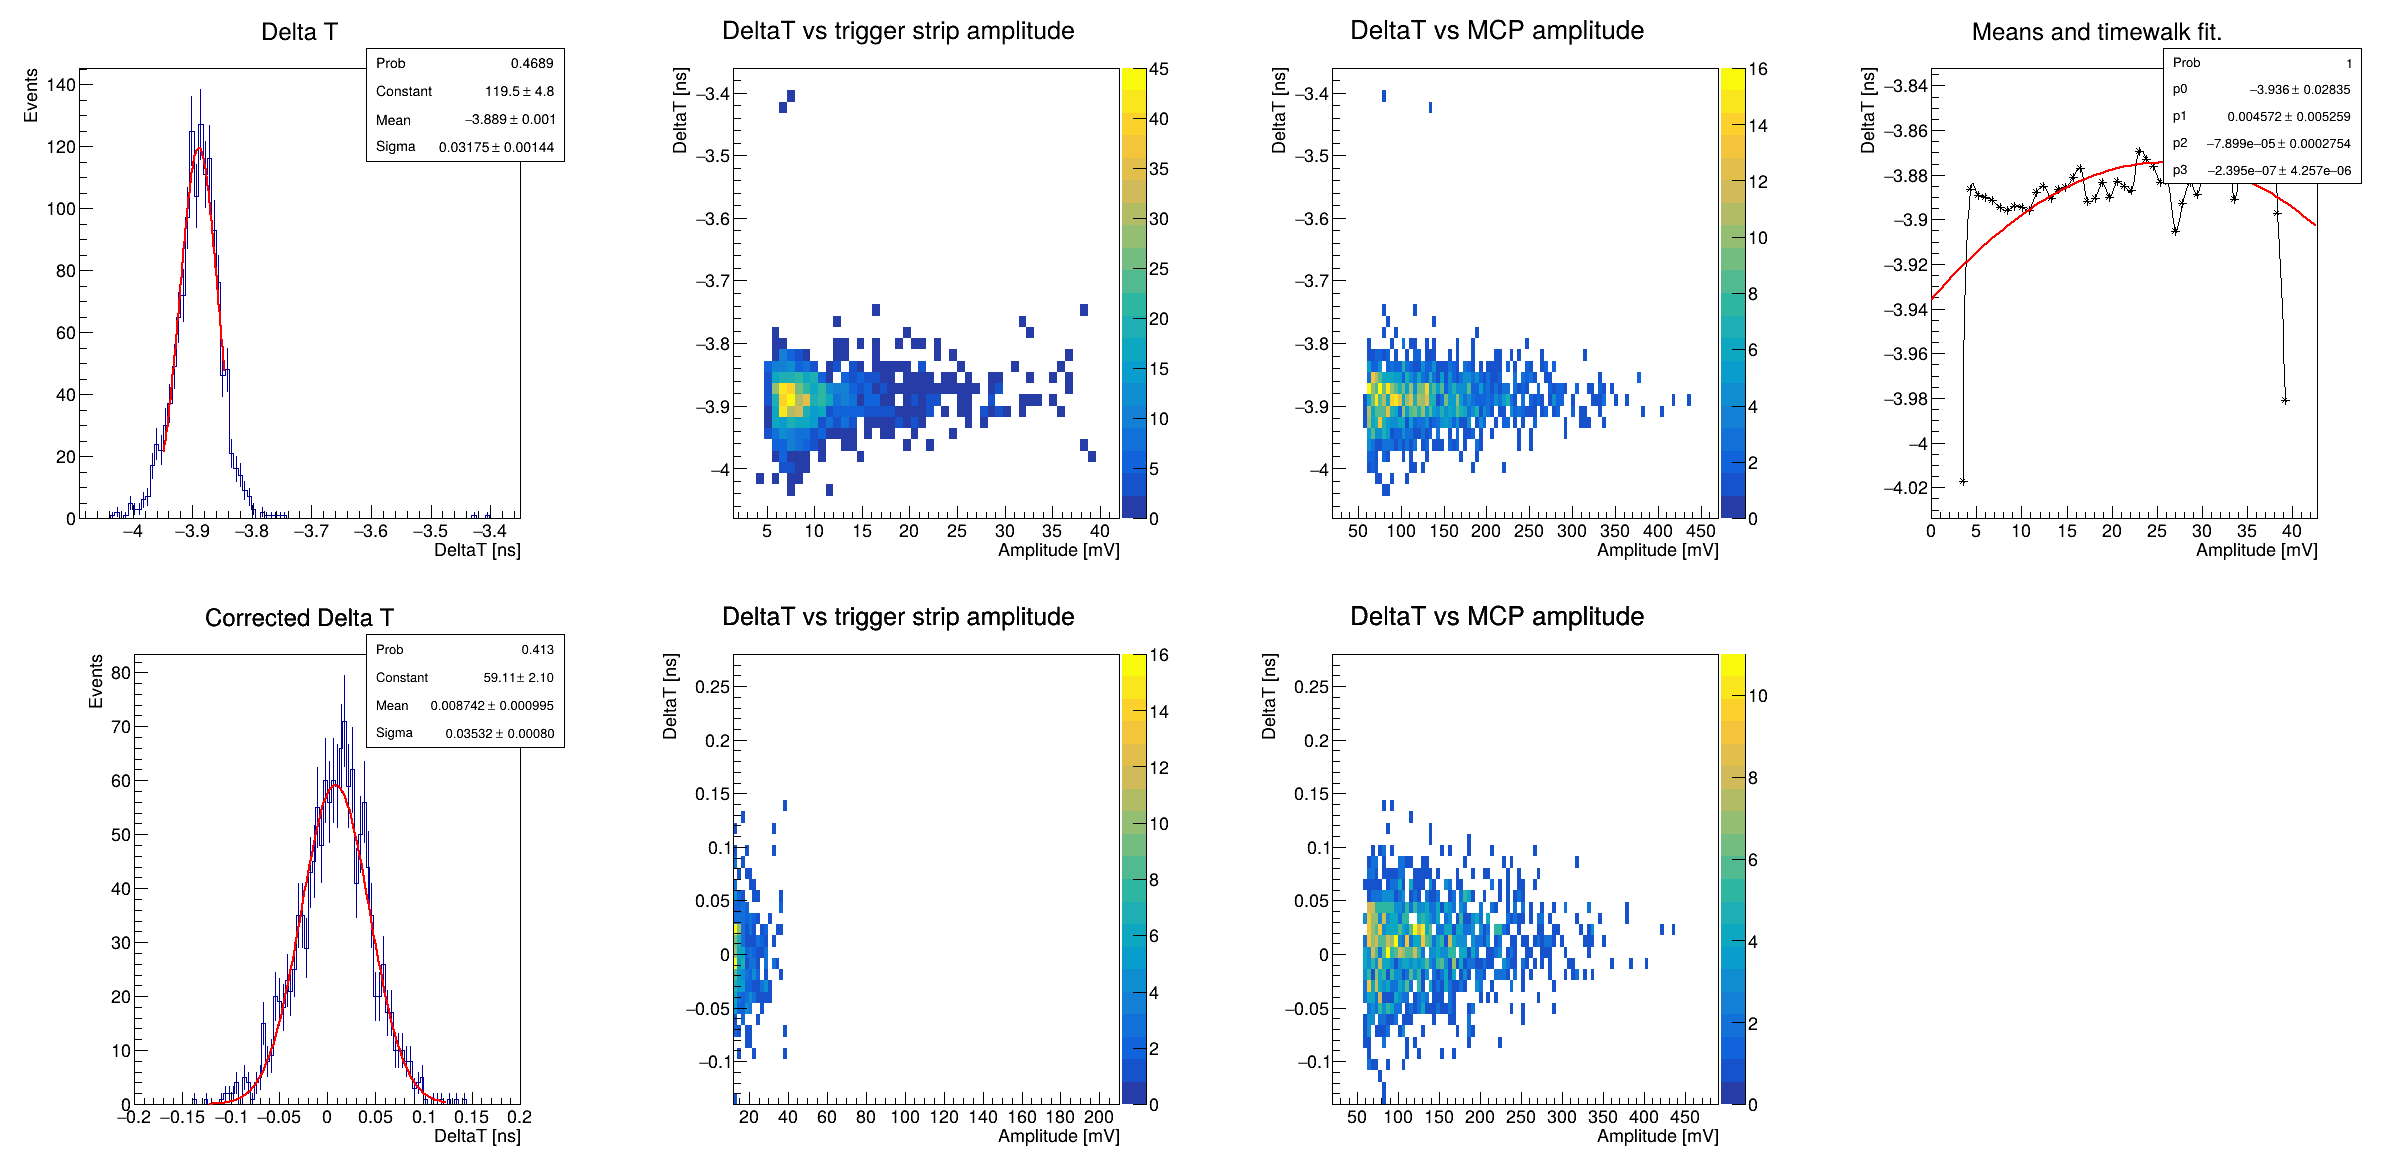 Delta T
Events
Prob 0.4689
Constant 119.5 ± 4.8
Mean −3.889 ± 0.001
Sigma 0.03175 ± 0.00144
140
120
100
80
60
40
20
0
−4 −3.9 −3.8 −3.7 −3.6 −3.5 −3.4
DeltaT [ns]
DeltaT vs trigger strip amplitude
DeltaT [ns]
−3.4
−3.5
−3.6
−3.7
−3.8
−3.9
−4
5 10 15 20 25 30 35 40
Amplitude [mV]
45
40
35
30
25
20
15
10
5
0
DeltaT vs MCP amplitude
DeltaT [ns]
−3.4
−3.5
−3.6
−3.7
−3.8
−3.9
−4
50 100 150 200 250 300 350 400 450
Amplitude [mV]
16
14
12
10
8
6
4
2
0
Means and timewalk fit.
DeltaT [ns]
Prob 1
p0 −3.936 ± 0.02835
p1 0.004572 ± 0.005259
p2 −7.899e−05 ± 0.0002754
p3 −2.395e−07 ± 4.257e−06
−3.84
−3.86
−3.88
−3.9
−3.92
−3.94
−3.96
−3.98
−4
−4.02
0 5 10 15 20 25 30 35 40
Amplitude [mV]
Corrected Delta T
Events
Prob 0.413
Constant 59.11 ± 2.10
Mean 0.008742 ± 0.000995
Sigma 0.03532 ± 0.00080
80
70
60
50
40
30
20
10
0
−0.2 −0.15 −0.1 −0.05 0 0.05 0.1 0.15 0.2
DeltaT [ns]
DeltaT vs trigger strip amplitude
DeltaT [ns]
0.25
0.2
0.15
0.1
0.05
0
−0.05
−0.1
20 40 60 80 100 120 140 160 180 200
Amplitude [mV]
16
14
12
10
8
6
4
2
0
DeltaT vs MCP amplitude
DeltaT [ns]
0.25
0.2
0.15
0.1
0.05
0
−0.05
−0.1
50 100 150 200 250 300 350 400 450
Amplitude [mV]
10
8
6
4
2
0